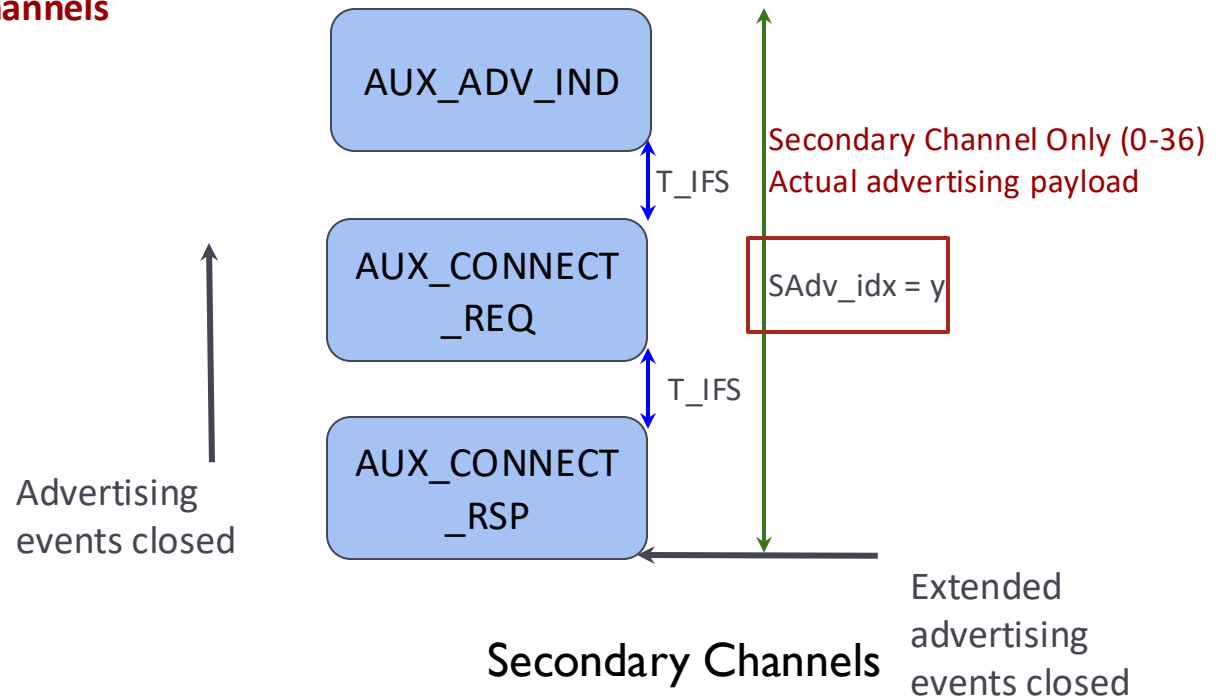 AUX_ADV_IND
Secondary Channel Only (0-36)
T_IFS
Actual advertising payload
AUX_CONNECT
_REQ
SAdv_idx = y
T_IFS
AUX_CONNECT
_RSP
Advertising
events closed
Extended
advertising
events closed
Secondary Channels